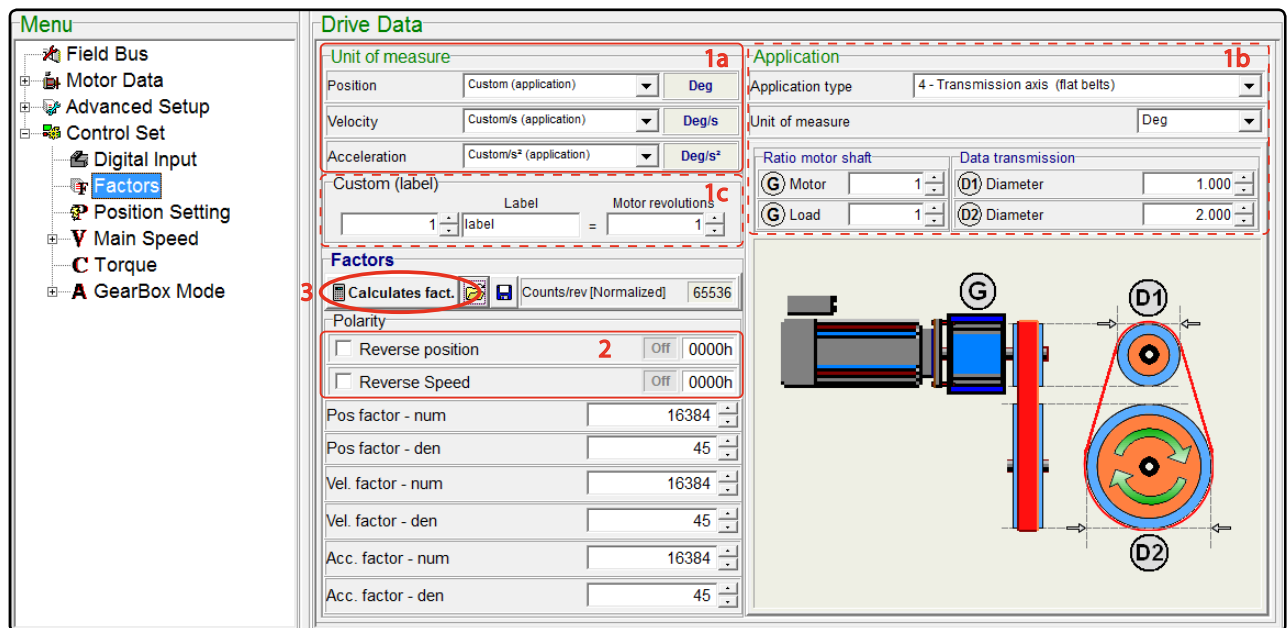 Menu
Field Bus
Motor Data
Advanced Setup
Control Set
Digital Input
Factors
Position Setting
Main Speed
Torque
GearBox Mode
Drive Data
Unit of measure 1a
Position Custom (application) Deg
Velocity Custom/s (application) Deg/s
Acceleration Custom/s² (application) Deg/s²
Custom (label) 1c
Label Motor revolutions
1 label = 1
Factors
3 Calculates fact. Counts/rev [Normalized] 65536
Polarity
Reverse position 2 Off 0000h
Reverse Speed Off 0000h
Pos factor - num 16384
Pos factor - den 45
Vel. factor - num 16384
Vel. factor - den 45
Acc. factor - num 16384
Acc. factor - den 45
Application 1b
Application type 4 - Transmission axis (flat belts)
Unit of measure Deg
Ratio motor shaft Data transmission
G Motor 1 D1 Diameter 1.000
G Load 1 D2 Diameter 2.000
G D1
D2